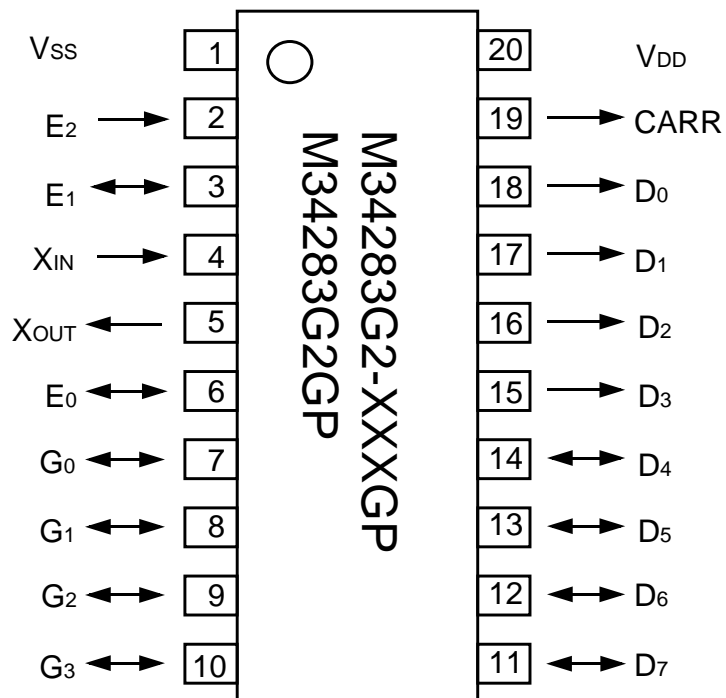 VSS 1 20 VDD
E2 2 19 CARR
E1 3 18 D0
XIN 4 17 D1
XOUT 5 16 D2
E0 6 15 D3
G0 7 14 D4
G1 8 13 D5
G2 9 12 D6
G3 10 11 D7
M34283G2-XXXGP
M34283G2GP